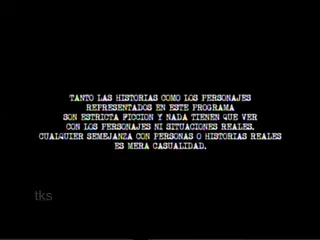 TANTO LAS HISTORIAS COMO LOS PERSONAJES
REPRESENTADOS EN ESTE PROGRAMA
SON ESTRICTA FICCION Y NADA TIENEN QUE VER
CON LOS PERSONAJES NI SITUACIONES REALES.
CUALQUIER SEMEJANZA CON PERSONAS O HISTORIAS REALES
ES MERA CASUALIDAD.
tks